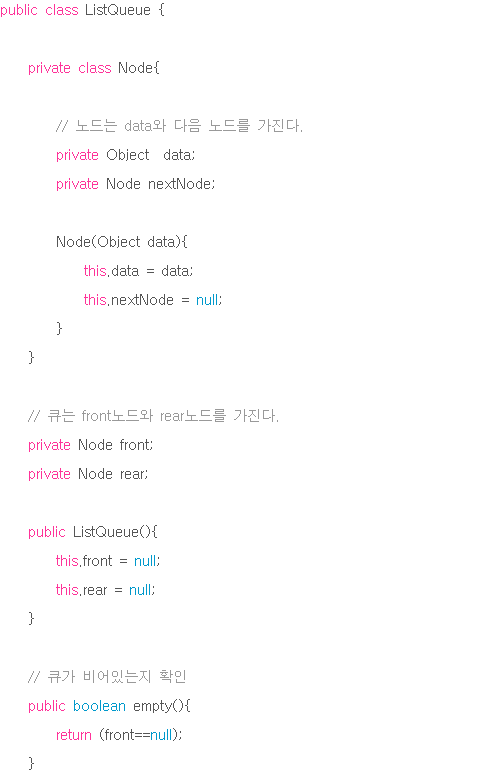 public class ListQueue {
private class Node{
// 노드는 data와 다음 노드를 가진다.
private Object data;
private Node nextNode;
Node(Object data){
this.data = data;
this.nextNode = null;
}
}
// 큐는 front노드와 rear노드를 가진다.
private Node front;
private Node rear;
public ListQueue(){
this.front = null;
this.rear = null;
}
// 큐가 비어있는지 확인
public boolean empty(){
return (front==null);
}